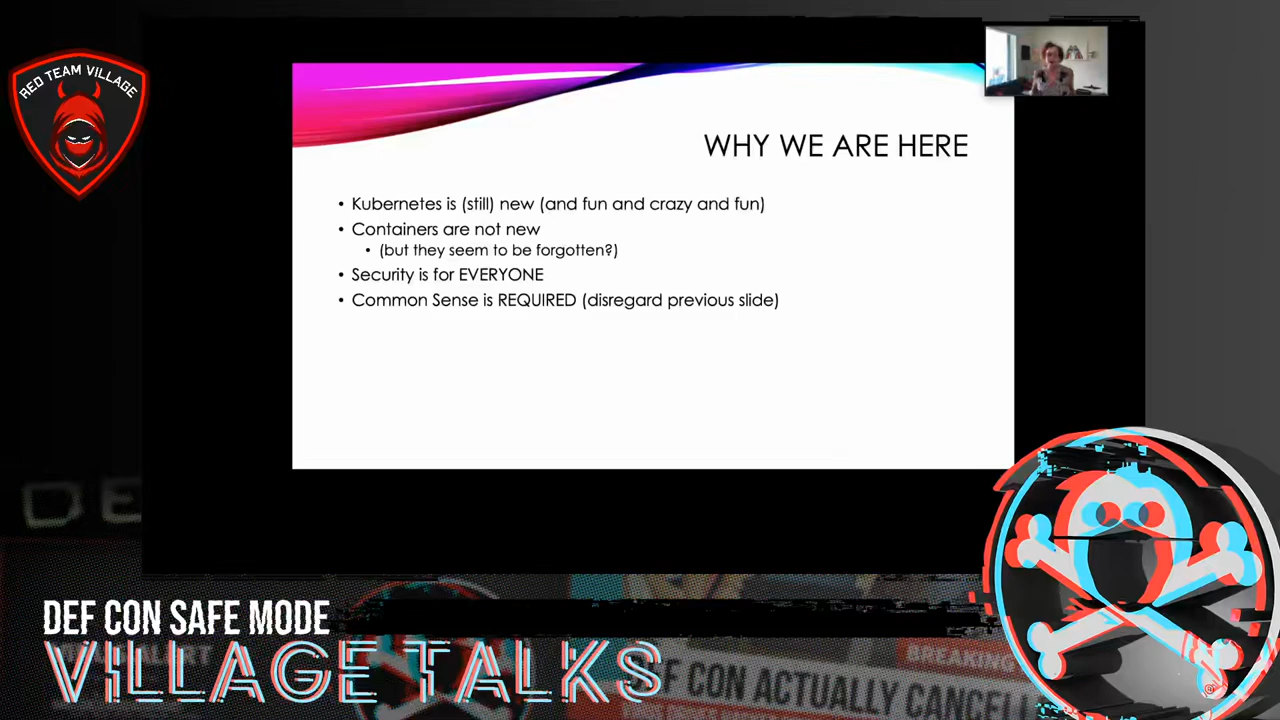 RED TEAM VILLAGE
WHY WE ARE HERE
• Kubernetes is (still) new (and fun and crazy and fun)
• Containers are not new
• (but they seem to be forgotten?)
• Security is for EVERYONE
• Common Sense is REQUIRED (disregard previous slide)
DE
DEF CON SAFE MODE
VILLAGE TALKS
BREAKING
F CON ACTUALLY CANCEL